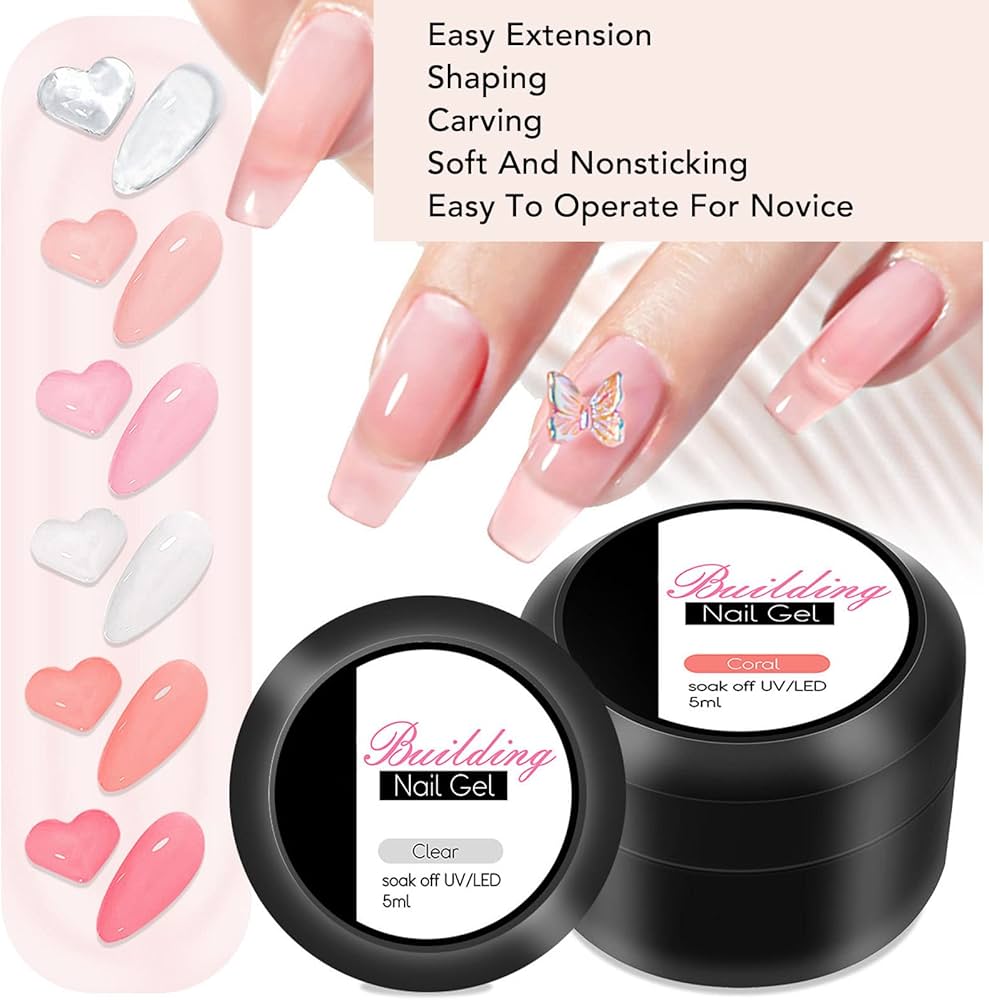 Easy Extension
Shaping
Carving
Soft And Nonsticking
Easy To Operate For Novice
Building
Nail Gel
Coral
soak off UV/LED
5ml
Building
Nail Gel
Clear
soak off UV/LED
5ml